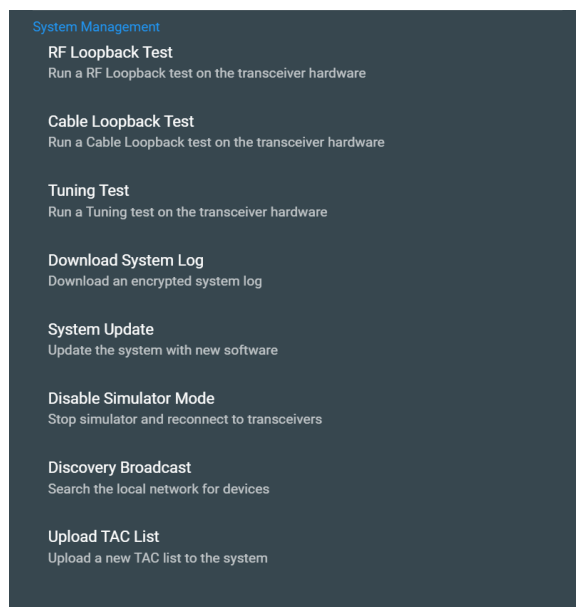 System Management
RF Loopback Test
Run a RF Loopback test on the transceiver hardware
Cable Loopback Test
Run a Cable Loopback test on the transceiver hardware
Tuning Test
Run a Tuning test on the transceiver hardware
Download System Log
Download an encrypted system log
System Update
Update the system with new software
Disable Simulator Mode
Stop simulator and reconnect to transceivers
Discovery Broadcast
Search the local network for devices
Upload TAC List
Upload a new TAC list to the system